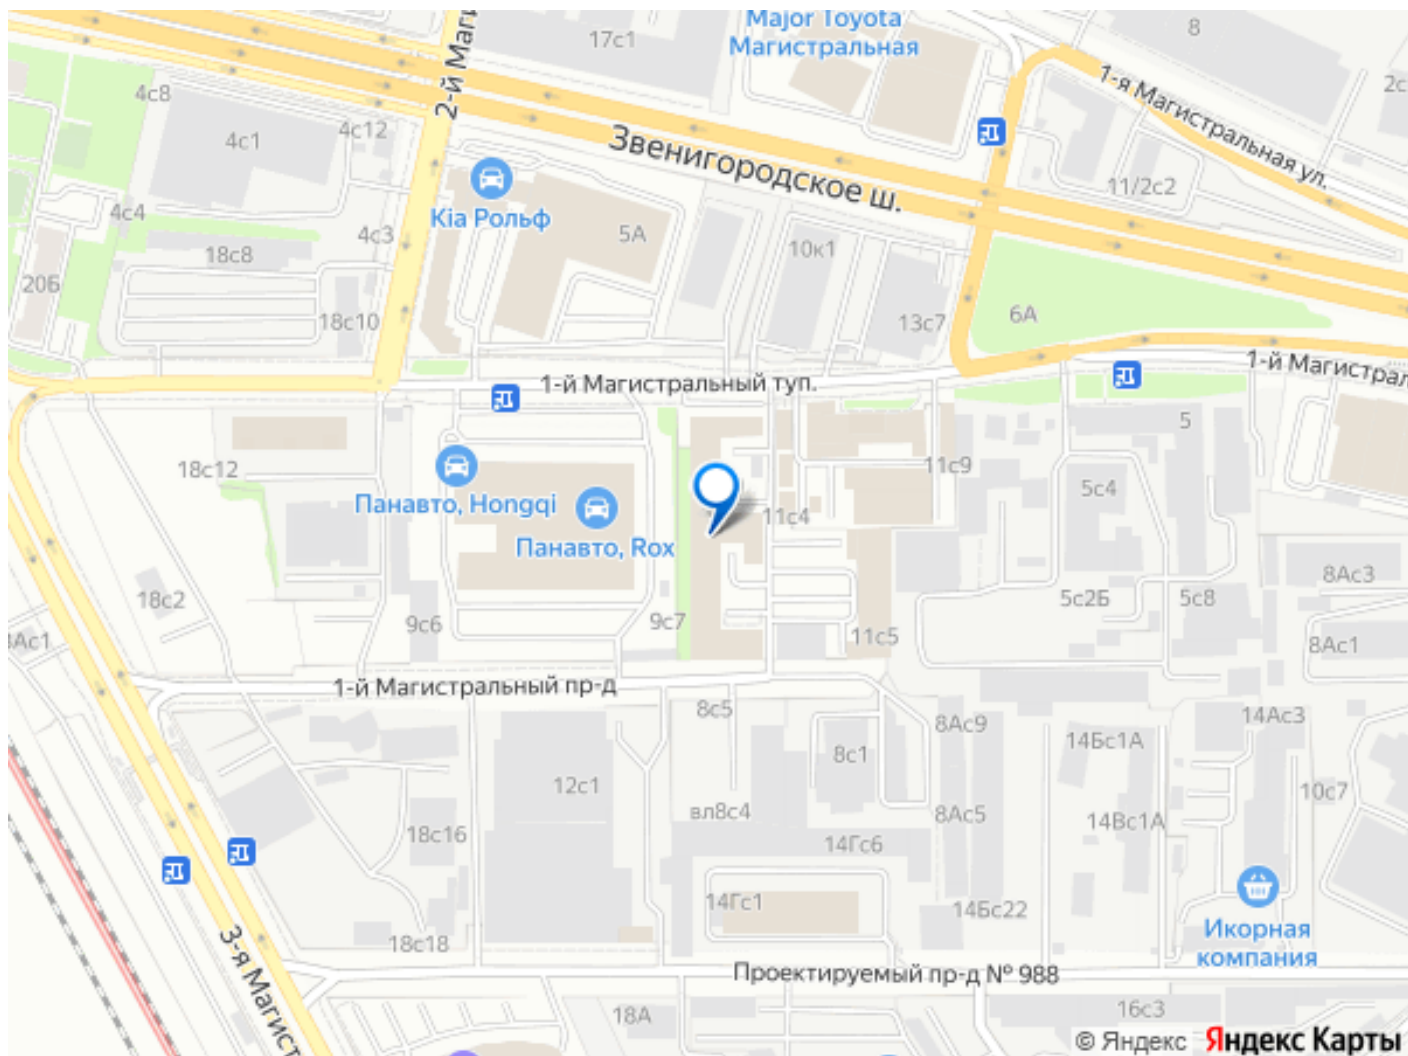 Major Toyota
Магистральная
17с1
8
2-й Маг
1-я Магистральная ул.
4с8
4с12
4с1
Звенигородское ш.
11/2с2
Kia Рольф
4с4
4с3
5А
10к1
18с8
20Б
18с10
13с7
6А
1-й Магистральный туп.
1-й Магистрал
5
18с12
11с9
5с4
Панавто, Hongqi
11с4
Панавто, Rox
8Ас3
18с2
5с2Б
5с8
9с6
9с7
11с5
8Ас1
1-й Магистральный пр-д
8с5
8Ас9
14Ас3
14Бс1А
8с1
12с1
10с7
вл8с4
8Ас5
14Вс1А
18с16
14Гс6
14Гс1
14Бс22
Икорная
компания
18с18
3-я Магист
Проектируемый пр-д № 988
18А
16с3
© Яндекс Яндекс Карты